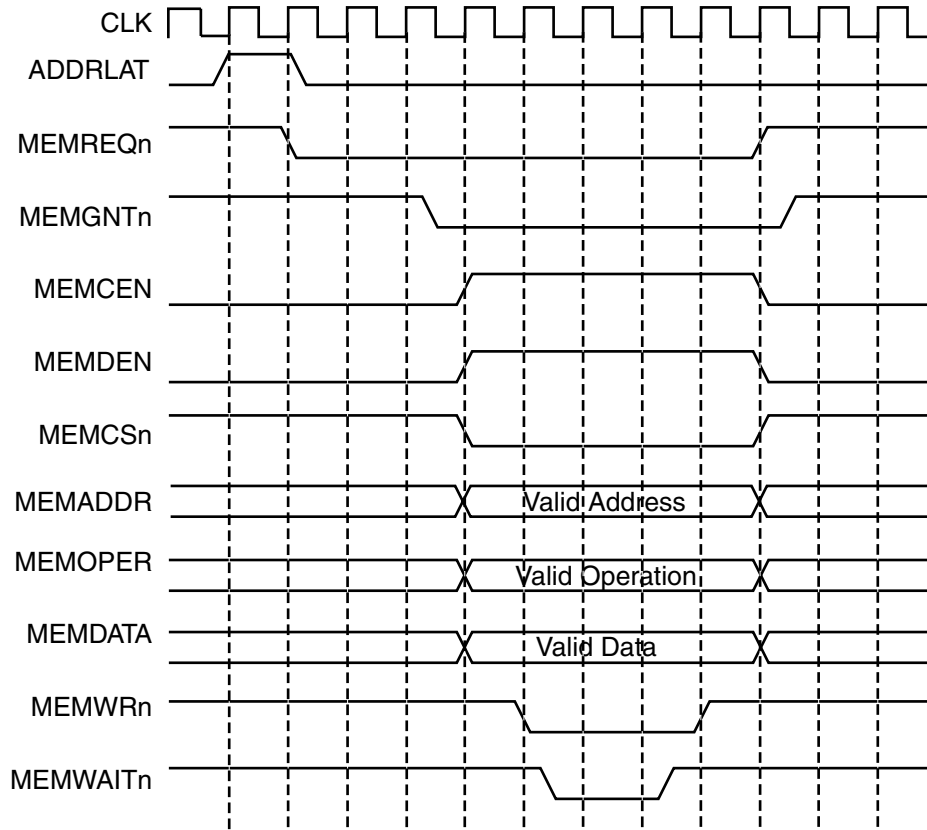 CLK
ADDRLAT
MEMREQn
MEMGNTn
MEMCEN
MEMDEN
MEMCSn
MEMADDR Valid Address
MEMOPER Valid Operation
MEMDATA Valid Data
MEMWRn
MEMWAITn